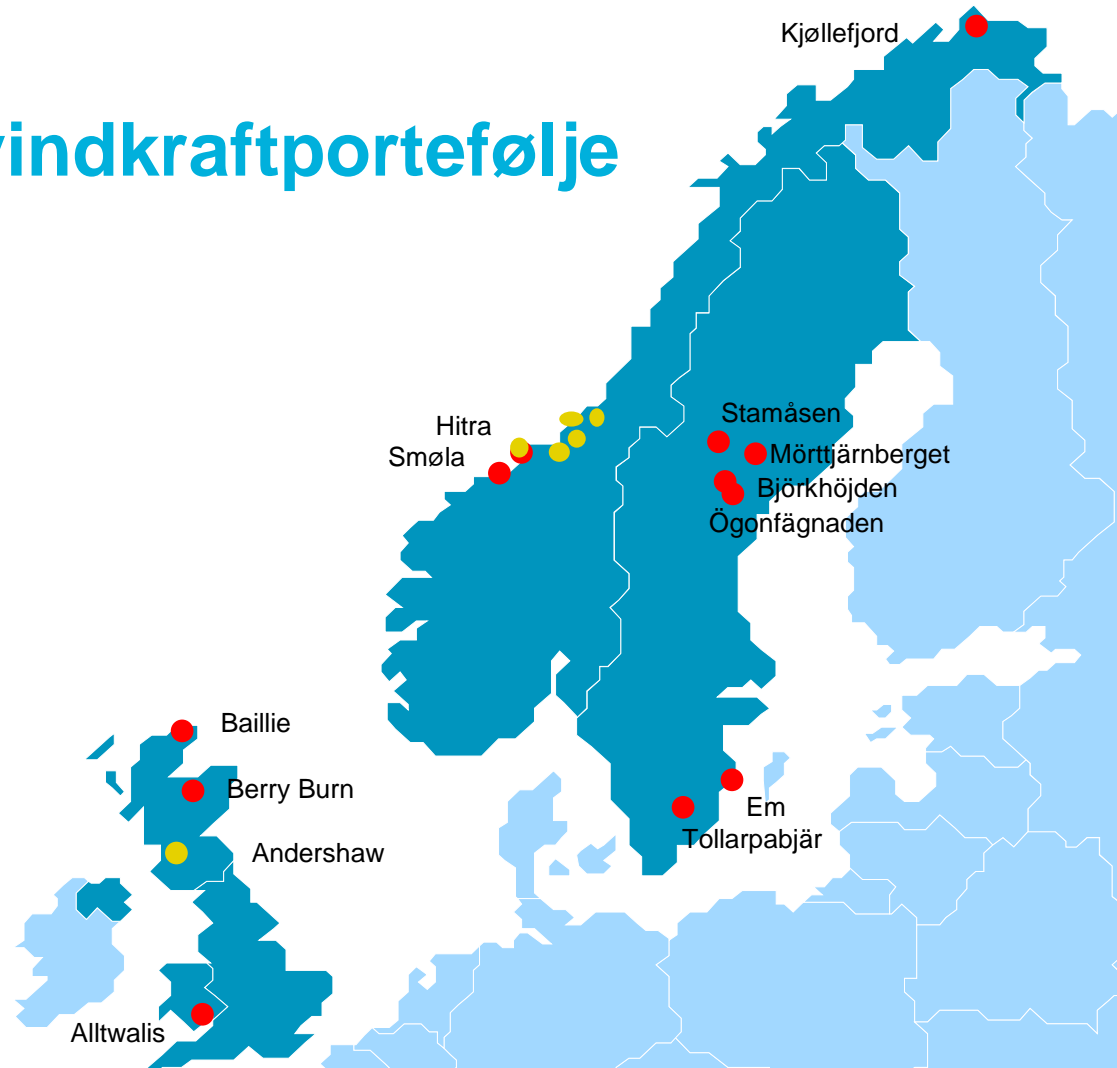 Kjøllefjord
vindkraftportefølje
Stamåsen
Hitra
Smøla
Mörttjärnberget
Björkhöjden
Ögonfägnaden
Baillie
Berry Burn
Em
Tollarpabjär
Andershaw
Alltwalis